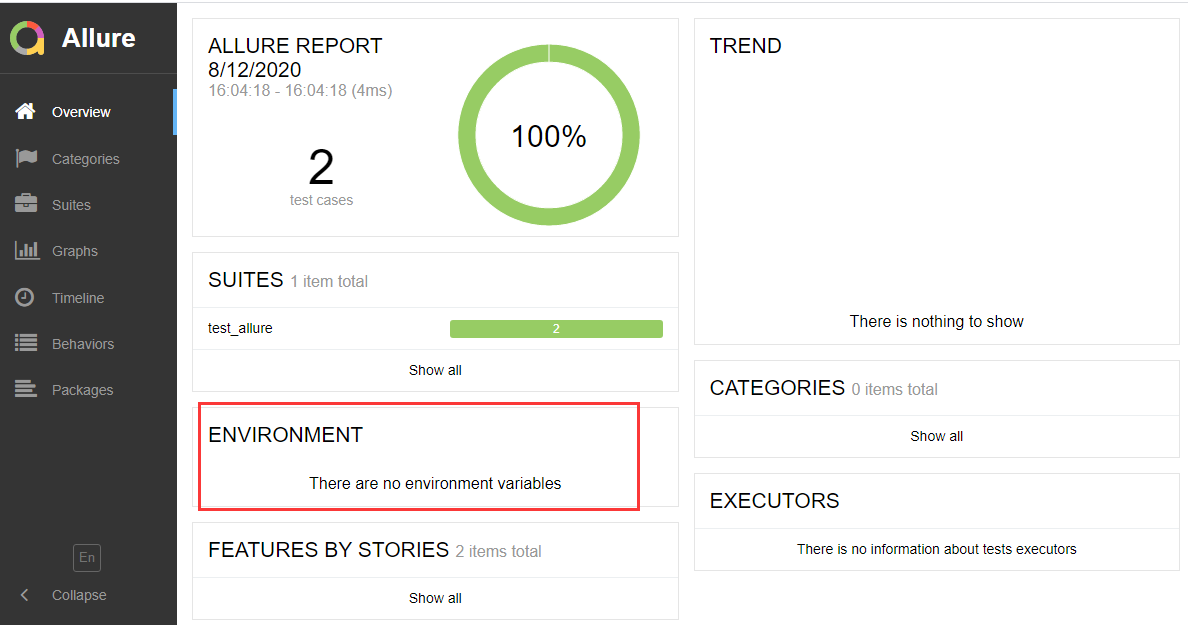 Allure
Overview
Categories
Suites
Graphs
Timeline
Behaviors
Packages
En
Collapse
ALLURE REPORT
8/12/2020
16:04:18 - 16:04:18 (4ms)
2
test cases
100%
SUITES 1 item total
test_allure 2
Show all
ENVIRONMENT
There are no environment variables
FEATURES BY STORIES 2 items total
Show all
TREND
There is nothing to show
CATEGORIES 0 items total
Show all
EXECUTORS
There is no information about tests executors